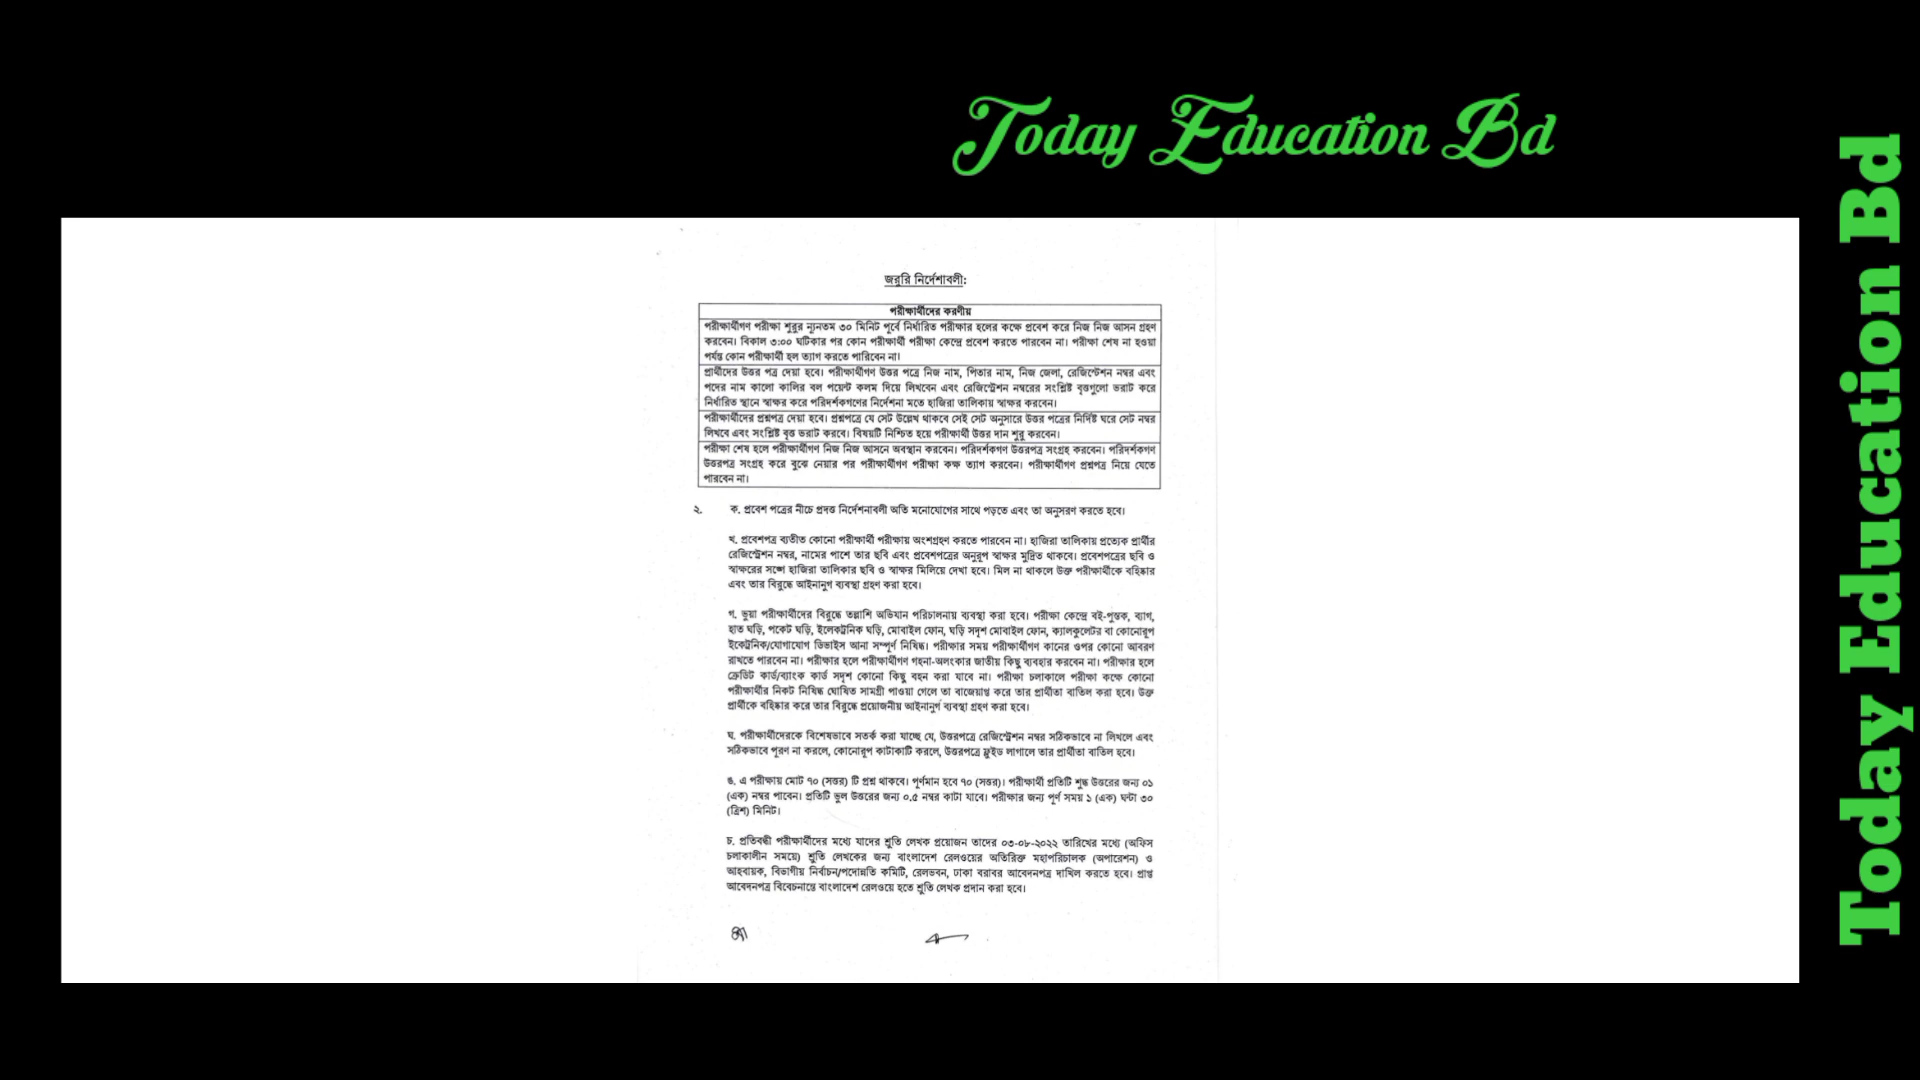 Today Education Bd
জরুরি নির্দেশাবলী:
পরীক্ষার্থীদের করণীয়
পরীক্ষার্থীগণ পরীক্ষা শুরুর ন্যূনতম ৩০ মিনিট পূর্বে নির্ধারিত পরীক্ষার হলের কক্ষে প্রবেশ করে নিজ নিজ আসন গ্রহণ
করবেন। বিকাল ৩:০০ ঘটিকার পর কোন পরীক্ষার্থী পরীক্ষা কেন্দ্রে প্রবেশ করতে পারবেন না। পরীক্ষা শেষ না হওয়া
পর্যন্ত কোন পরীক্ষার্থী হল ত্যাগ করতে পারিবেন না।
প্রার্থীদের উত্তর পত্র দেয়া হবে। পরীক্ষার্থীগণ উত্তর পত্রে নিজ নাম, পিতার নাম, নিজ জেলা, রেজিস্টেশন নম্বর এবং
পদের নাম কালো কালির বল পয়েন্ট কলম দিয়ে লিখবেন এবং রেজিস্ট্রেশন নম্বরের সংশ্লিষ্ট বৃত্তগুলো ভরাট করে
নির্ধারিত স্থানে স্বাক্ষর করে পরিদর্শকগণের নির্দেশনা মতে হাজিরা তালিকায় স্বাক্ষর করবেন।
পরীক্ষার্থীদের প্রশ্নপত্র দেয়া হবে। প্রশ্নপত্রে যে সেট উল্লেখ থাকবে সেই সেট অনুসারে উত্তর পত্রের নির্দিষ্ট ঘরে সেট নম্বর
লিখবে এবং সংশ্লিষ্ট বৃত্ত ভরাট করবে। বিষয়টি নিশ্চিত হয়ে পরীক্ষার্থী উত্তর দান শুরু করবেন।
পরীক্ষা শেষ হলে পরীক্ষার্থীগণ নিজ নিজ আসনে অবস্থান করবেন। পরিদর্শকগণ উত্তরপত্র সংগ্রহ করবেন। পরিদর্শকগণ
উত্তরপত্র সংগ্রহ করে বুঝে নেয়ার পর পরীক্ষার্থীগণ পরীক্ষা কক্ষ ত্যাগ করবেন। পরীক্ষার্থীগণ প্রশ্নপত্র নিয়ে যেতে
পারবেন না।
২. ক. প্রবেশ পত্রের নীচে প্রদত্ত নির্দেশনাবলী অতি মনোযোগের সাথে পড়তে এবং তা অনুসরণ করতে হবে।
খ. প্রবেশপত্র ব্যতীত কোনো পরীক্ষার্থী পরীক্ষায় অংশগ্রহণ করতে পারবেন না। হাজিরা তালিকায় প্রত্যেক প্রার্থীর
রেজিস্ট্রেশন নম্বর, নামের পাশে তার ছবি এবং প্রবেশপত্রের অনুরূপ স্বাক্ষর মুদ্রিত থাকবে। প্রবেশপত্রের ছবি ও
স্বাক্ষরের সঙ্গে হাজিরা তালিকার ছবি ও স্বাক্ষর মিলিয়ে দেখা হবে। মিল না থাকলে উক্ত পরীক্ষার্থীকে বহিষ্কার
এবং তার বিরুদ্ধে আইনানুগ ব্যবস্থা গ্রহণ করা হবে।
গ. ভুয়া পরীক্ষার্থীদের বিরুদ্ধে তল্লাশি অভিযান পরিচালনায় ব্যবস্থা করা হবে। পরীক্ষা কেন্দ্রে বই-পুস্তক, ব্যাগ,
হাত ঘড়ি, পকেট ঘড়ি, ইলেকট্রনিক ঘড়ি, মোবাইল ফোন, ঘড়ি সদৃশ মোবাইল ফোন, ক্যালকুলেটর বা কোনোরূপ
ইকেট্রনিক/যোগাযোগ ডিভাইস আনা সম্পূর্ণ নিষিদ্ধ। পরীক্ষার সময় পরীক্ষার্থীগণ কানের ওপর কোনো আবরণ
রাখতে পারবেন না। পরীক্ষার হলে পরীক্ষার্থীগণ গহনা-অলংকার জাতীয় কিছু ব্যবহার করবেন না। পরীক্ষার হলে
ক্রেডিট কার্ড/ব্যাংক কার্ড সদৃশ কোনো কিছু বহন করা যাবে না। পরীক্ষা চলাকালে পরীক্ষা কক্ষে কোনো
পরীক্ষার্থীর নিকট নিষিদ্ধ ঘোষিত সামগ্রী পাওয়া গেলে তা বাজেয়াপ্ত করে তার প্রার্থীতা বাতিল করা হবে। উক্ত
প্রার্থীকে বহিষ্কার করে তার বিরুদ্ধে প্রয়োজনীয় আইনানুগ ব্যবস্থা গ্রহণ করা হবে।
ঘ. পরীক্ষার্থীদেরকে বিশেষভাবে সতর্ক করা যাচ্ছে যে, উত্তরপত্রে রেজিস্ট্রেশন নম্বর সঠিকভাবে না লিখলে এবং
সঠিকভাবে পূরণ না করলে, কোনোরূপ কাটাকাটি করলে, উত্তরপত্রে ফ্লুইড লাগালে তার প্রার্থীতা বাতিল হবে।
ঙ. এ পরীক্ষায় মোট ৭০ (সত্তর) টি প্রশ্ন থাকবে। পূর্ণমান হবে ৭০ (সত্তর)। পরীক্ষার্থী প্রতিটি শুদ্ধ উত্তরের জন্য ০১
(এক) নম্বর পাবেন। প্রতিটি ভুল উত্তরের জন্য ০.৫ নম্বর কাটা যাবে। পরীক্ষার জন্য পূর্ণ সময় ১ (এক) ঘন্টা ৩০
(ত্রিশ) মিনিট।
চ. প্রতিবন্ধী পরীক্ষার্থীদের মধ্যে যাদের শ্রুতি লেখক প্রয়োজন তাদের ০৩-০৮-২০২২ তারিখের মধ্যে (অফিস
চলাকালীন সময়ে) শ্রুতি লেখকের জন্য বাংলাদেশ রেলওয়ের অতিরিক্ত মহাপরিচালক (অপারেশন) ও
আহবায়ক, বিভাগীয় নির্বাচন/পদোন্নতি কমিটি, রেলভবন, ঢাকা বরাবর আবেদনপত্র দাখিল করতে হবে। প্রাপ্ত
আবেদনপত্র বিবেচনান্তে বাংলাদেশ রেলওয়ে হতে শ্রুতি লেখক প্রদান করা হবে।
Today Education Bd